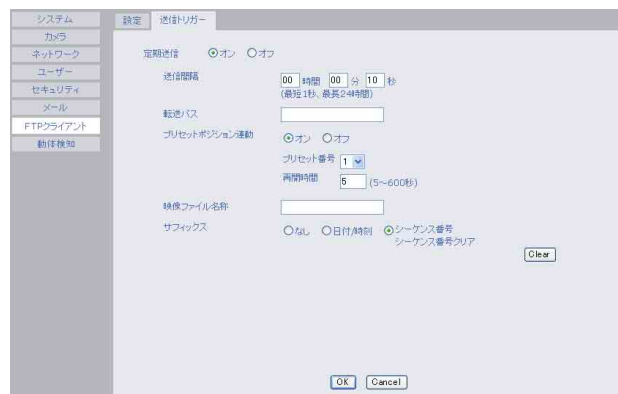 システム
カメラ
ネットワーク
ユーザー
セキュリティ
メール
FTPクライアント
動体検知
設定 送信トリガー
定期送信 オン オフ
送信間隔 00 時間 00 分 10 秒
(最短1秒、最長24時間)
転送パス
プリセットポジション連動 オン オフ
プリセット番号 1
再開時間 5 (5～600秒)
映像ファイル名称
サフィックス なし 日付/時刻 シーケンス番号
シーケンス番号クリア
Clear
OK Cancel